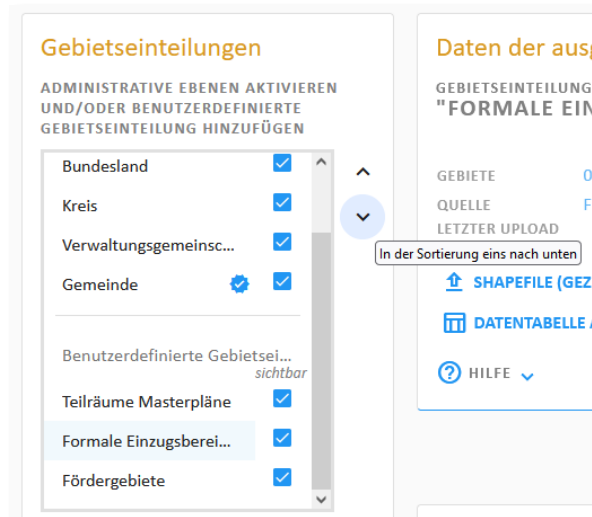 Gebietseinteilungen
ADMINISTRATIVE EBENEN AKTIVIEREN
UND/ODER BENUTZERDEFINIERTE
GEBIETSEINTEILUNG HINZUFÜGEN
Bundesland
Kreis
Verwaltungsgemeinsc...
Gemeinde
Benutzerdefinierte Gebietsei...
sichtbar
Teilräume Masterpläne
Formale Einzugsberei...
Fördergebiete
In der Sortierung eins nach unten
Daten der aus
GEBIETSEINTEILUNG
"FORMALE EIN
GEBIETE
QUELLE F
LETZTER UPLOAD
SHAPEFILE (GEZ
DATENTABELLE
HILFE